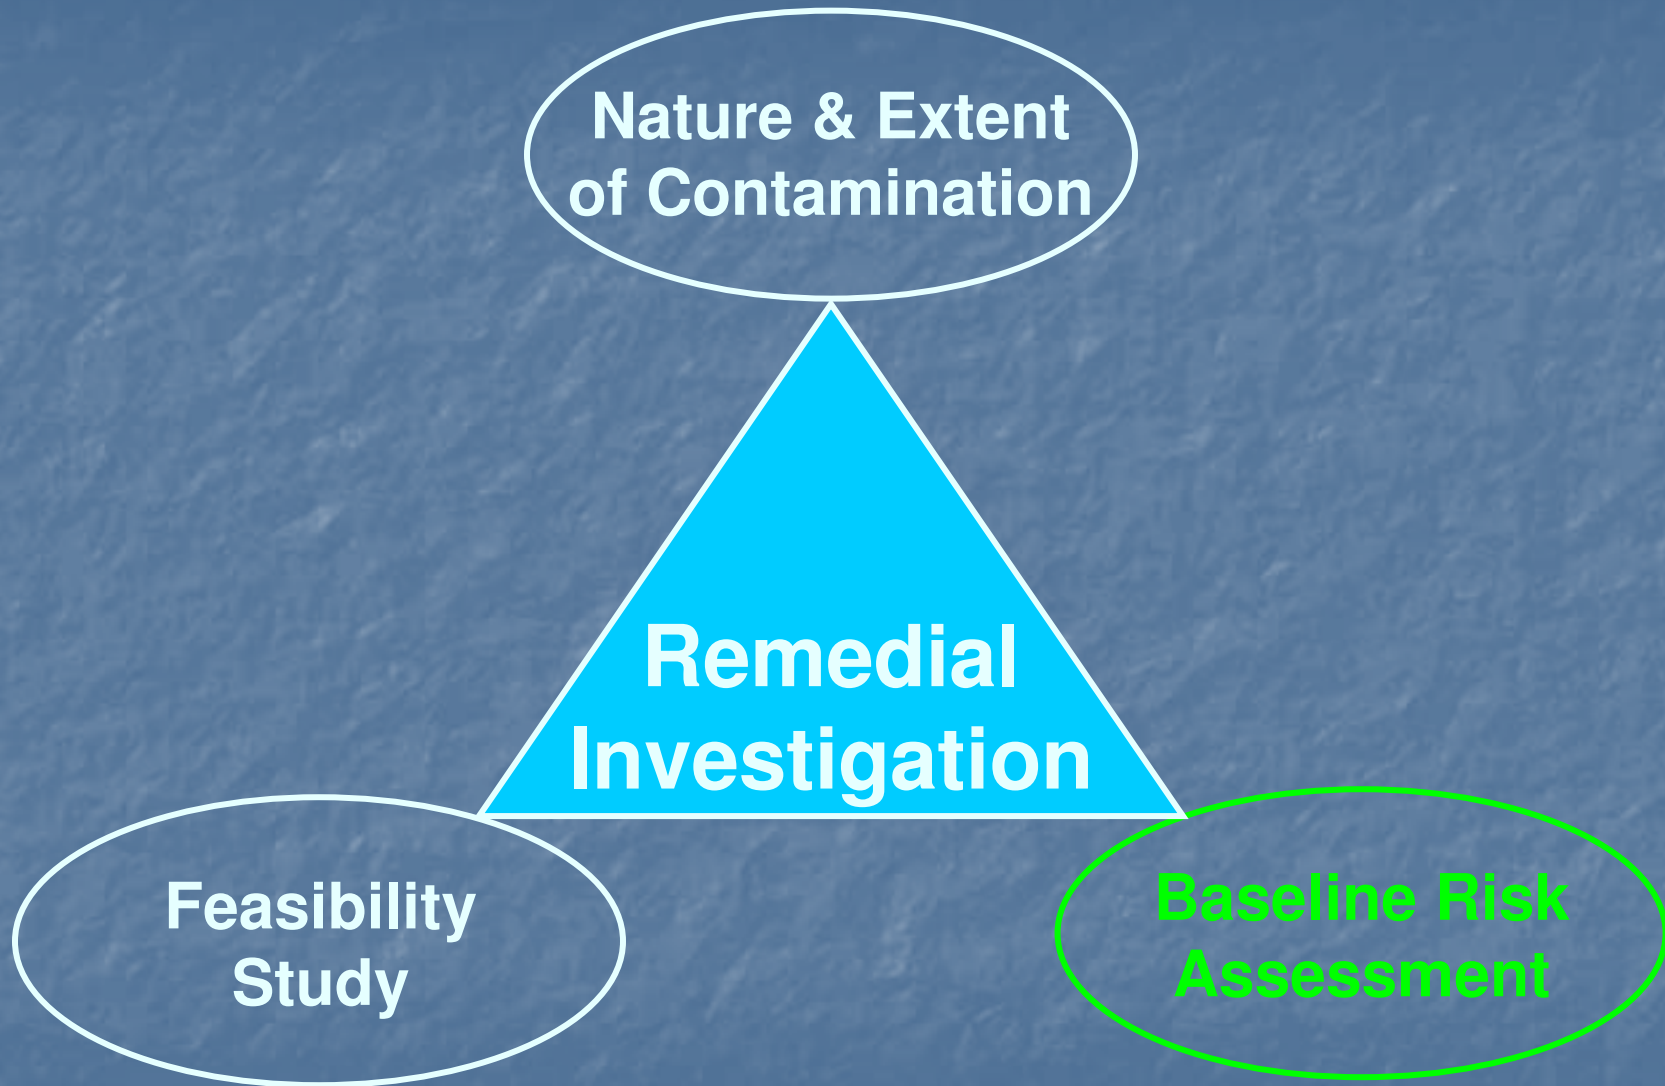 Nature & Extent
of Contamination
Remedial
Investigation
Feasibility
Study
Baseline Risk
Assessment